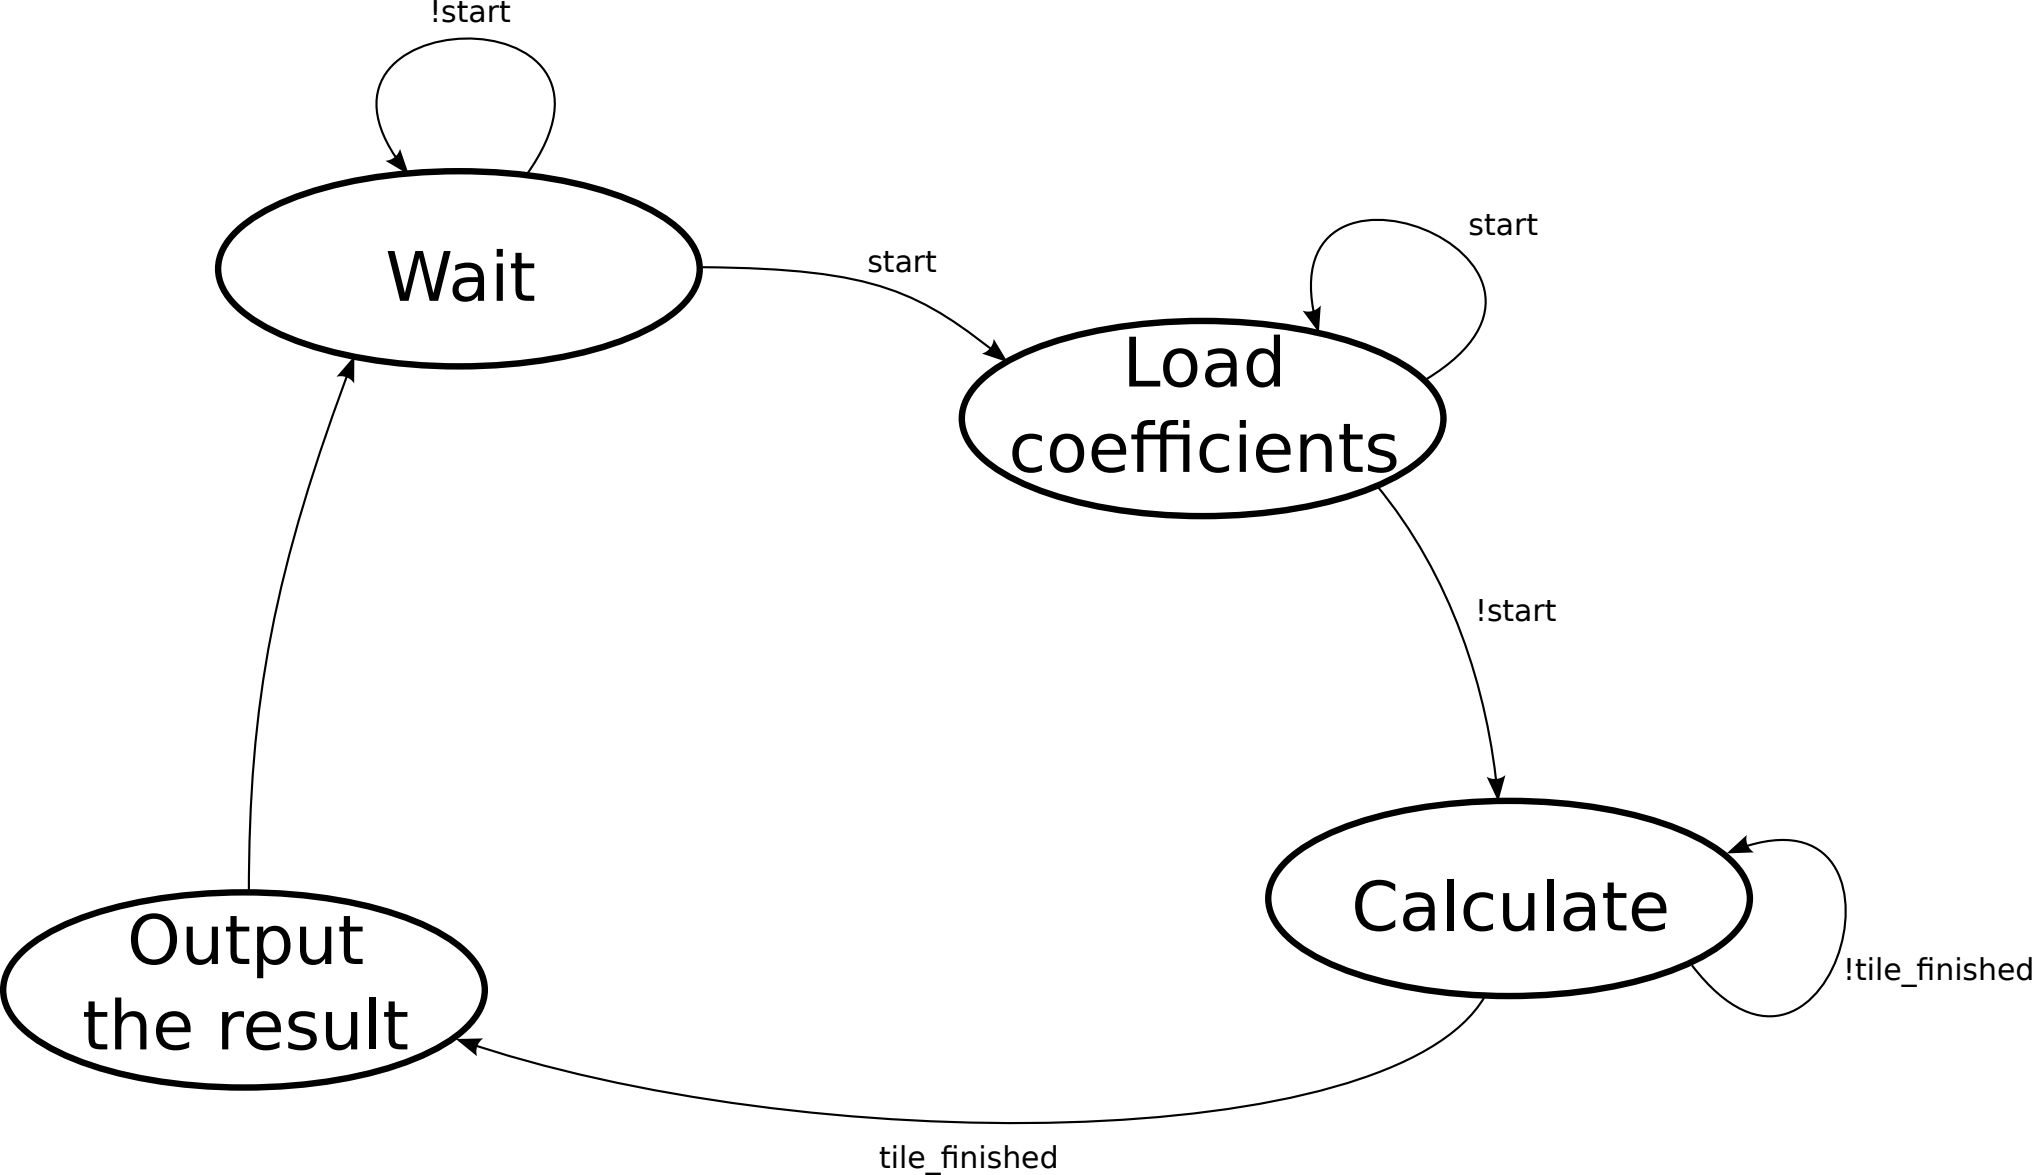 !start
Wait
start
start
Load
coefficients
!start
Calculate
!tile_finished
Output
the result
tile_finished